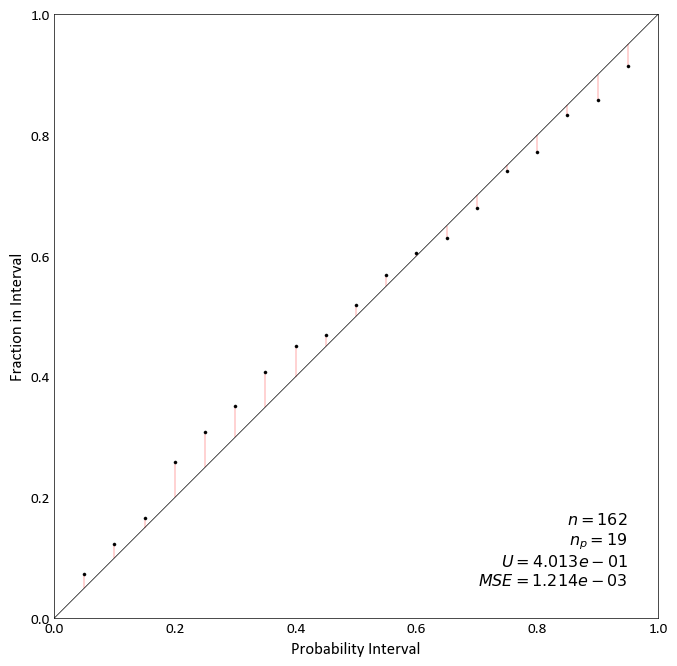 1.0
0.8
0.6
0.4
0.2
0.0
Fraction in Interval
n = 162
n_p = 19
U = 4.013e − 01
MSE = 1.214e − 03
0.0 0.2 0.4 0.6 0.8 1.0
Probability Interval